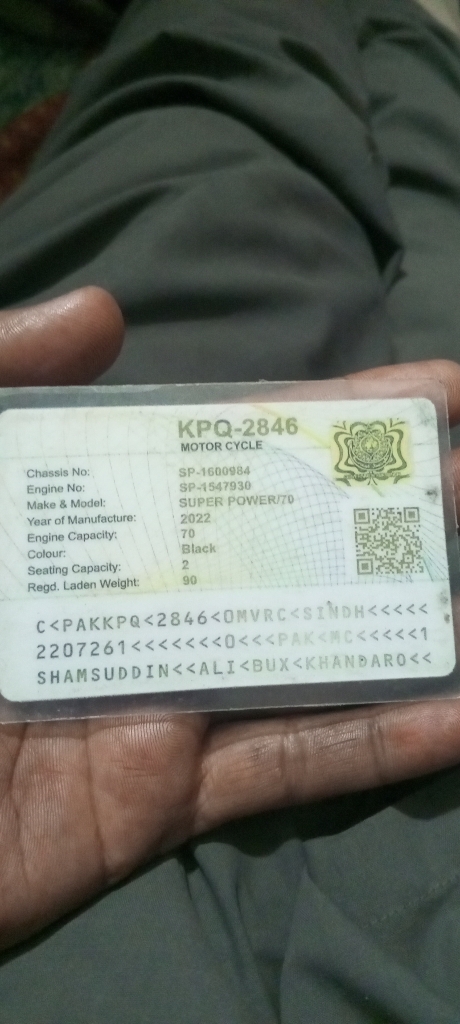 KPQ-2846
MOTOR CYCLE
Chassis No: SP-1600984
Engine No: SP-1547930
Make & Model: SUPER POWER/70
Year of Manufacture: 2022
Engine Capacity: 70
Colour: Black
Seating Capacity: 2
Regd. Laden Weight: 90
C<PAKKPQ<2846<OMVRC<SINDH<<<<<
2207261<<<<<<<O<<<PAK<MC<<<<<1
SHAMSUDDIN<<ALI<BUX<KHANDARO<<